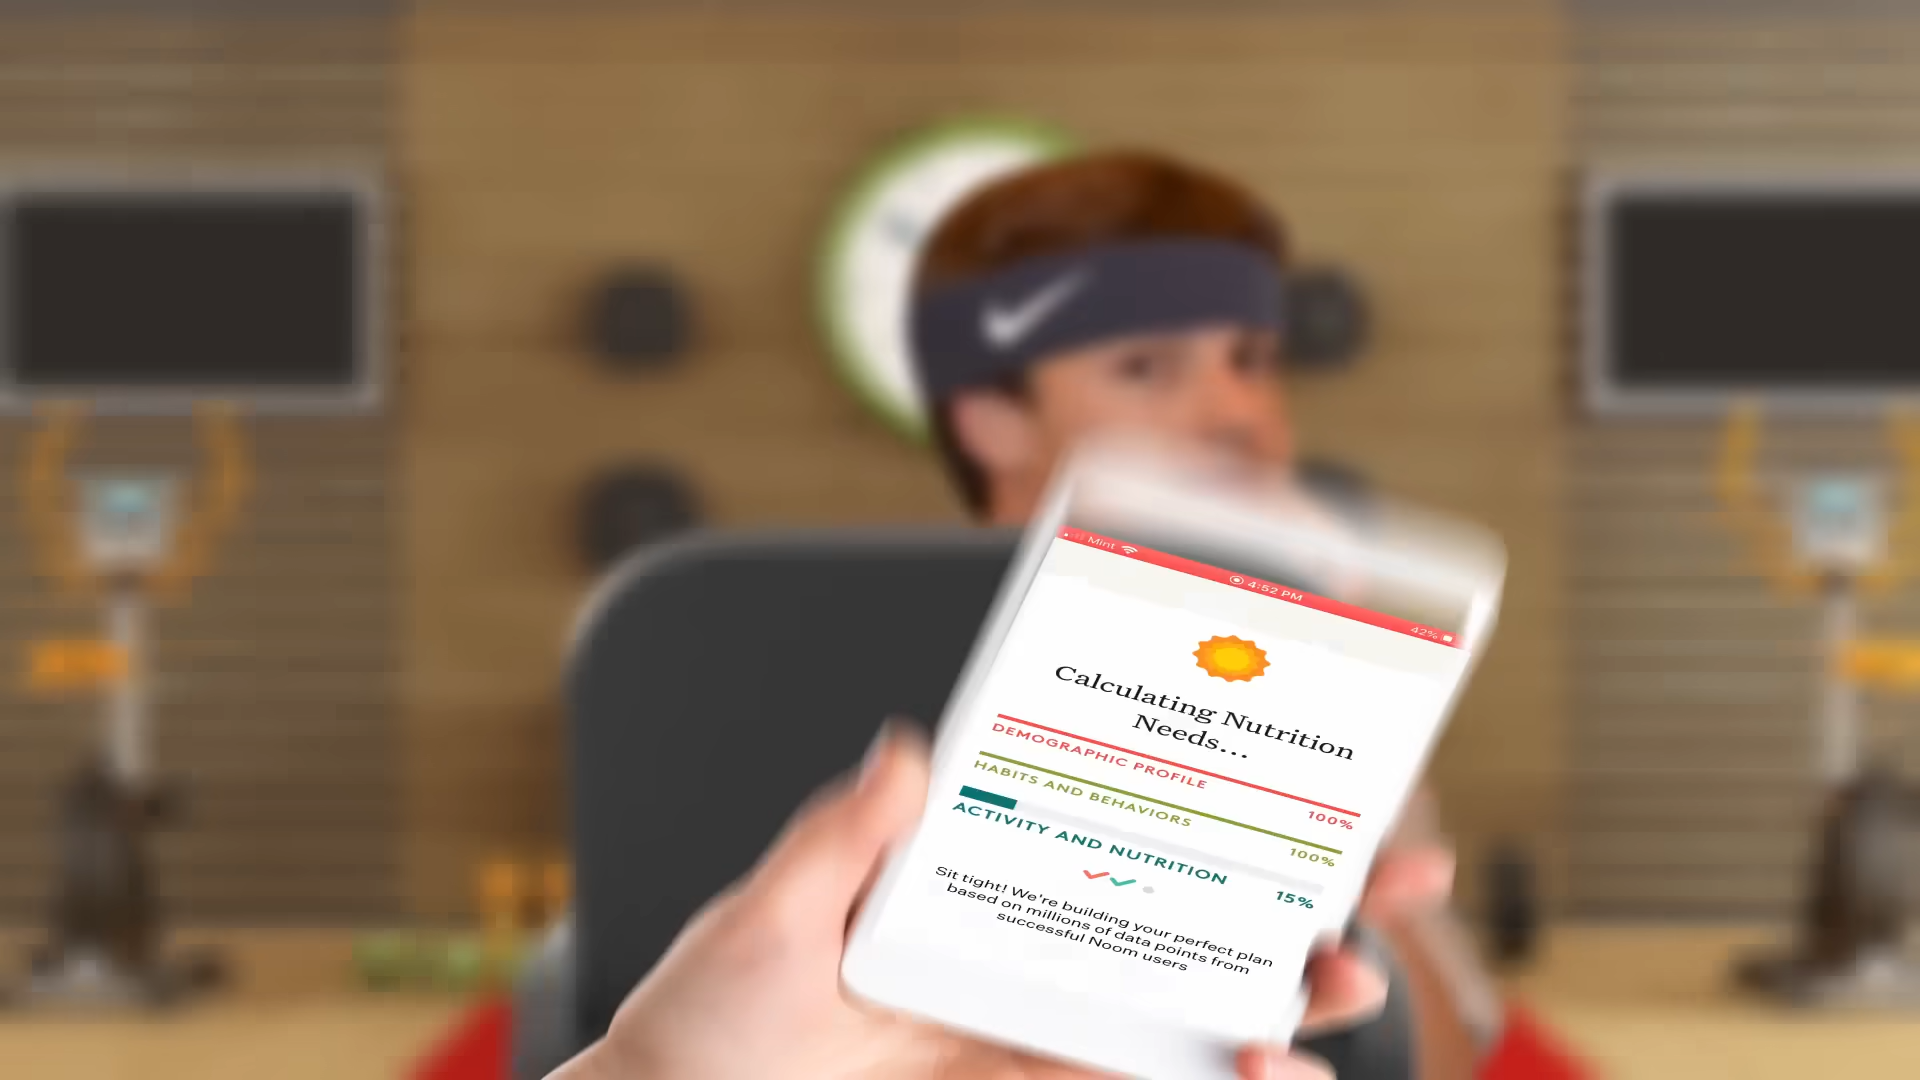 Mint
4:52 PM
42%
Calculating Nutrition
Needs...
DEMOGRAPHIC PROFILE
100%
HABITS AND BEHAVIORS
100%
ACTIVITY AND NUTRITION
15%
Sit tight! We're building your perfect plan
based on millions of data points from
successful Noom users